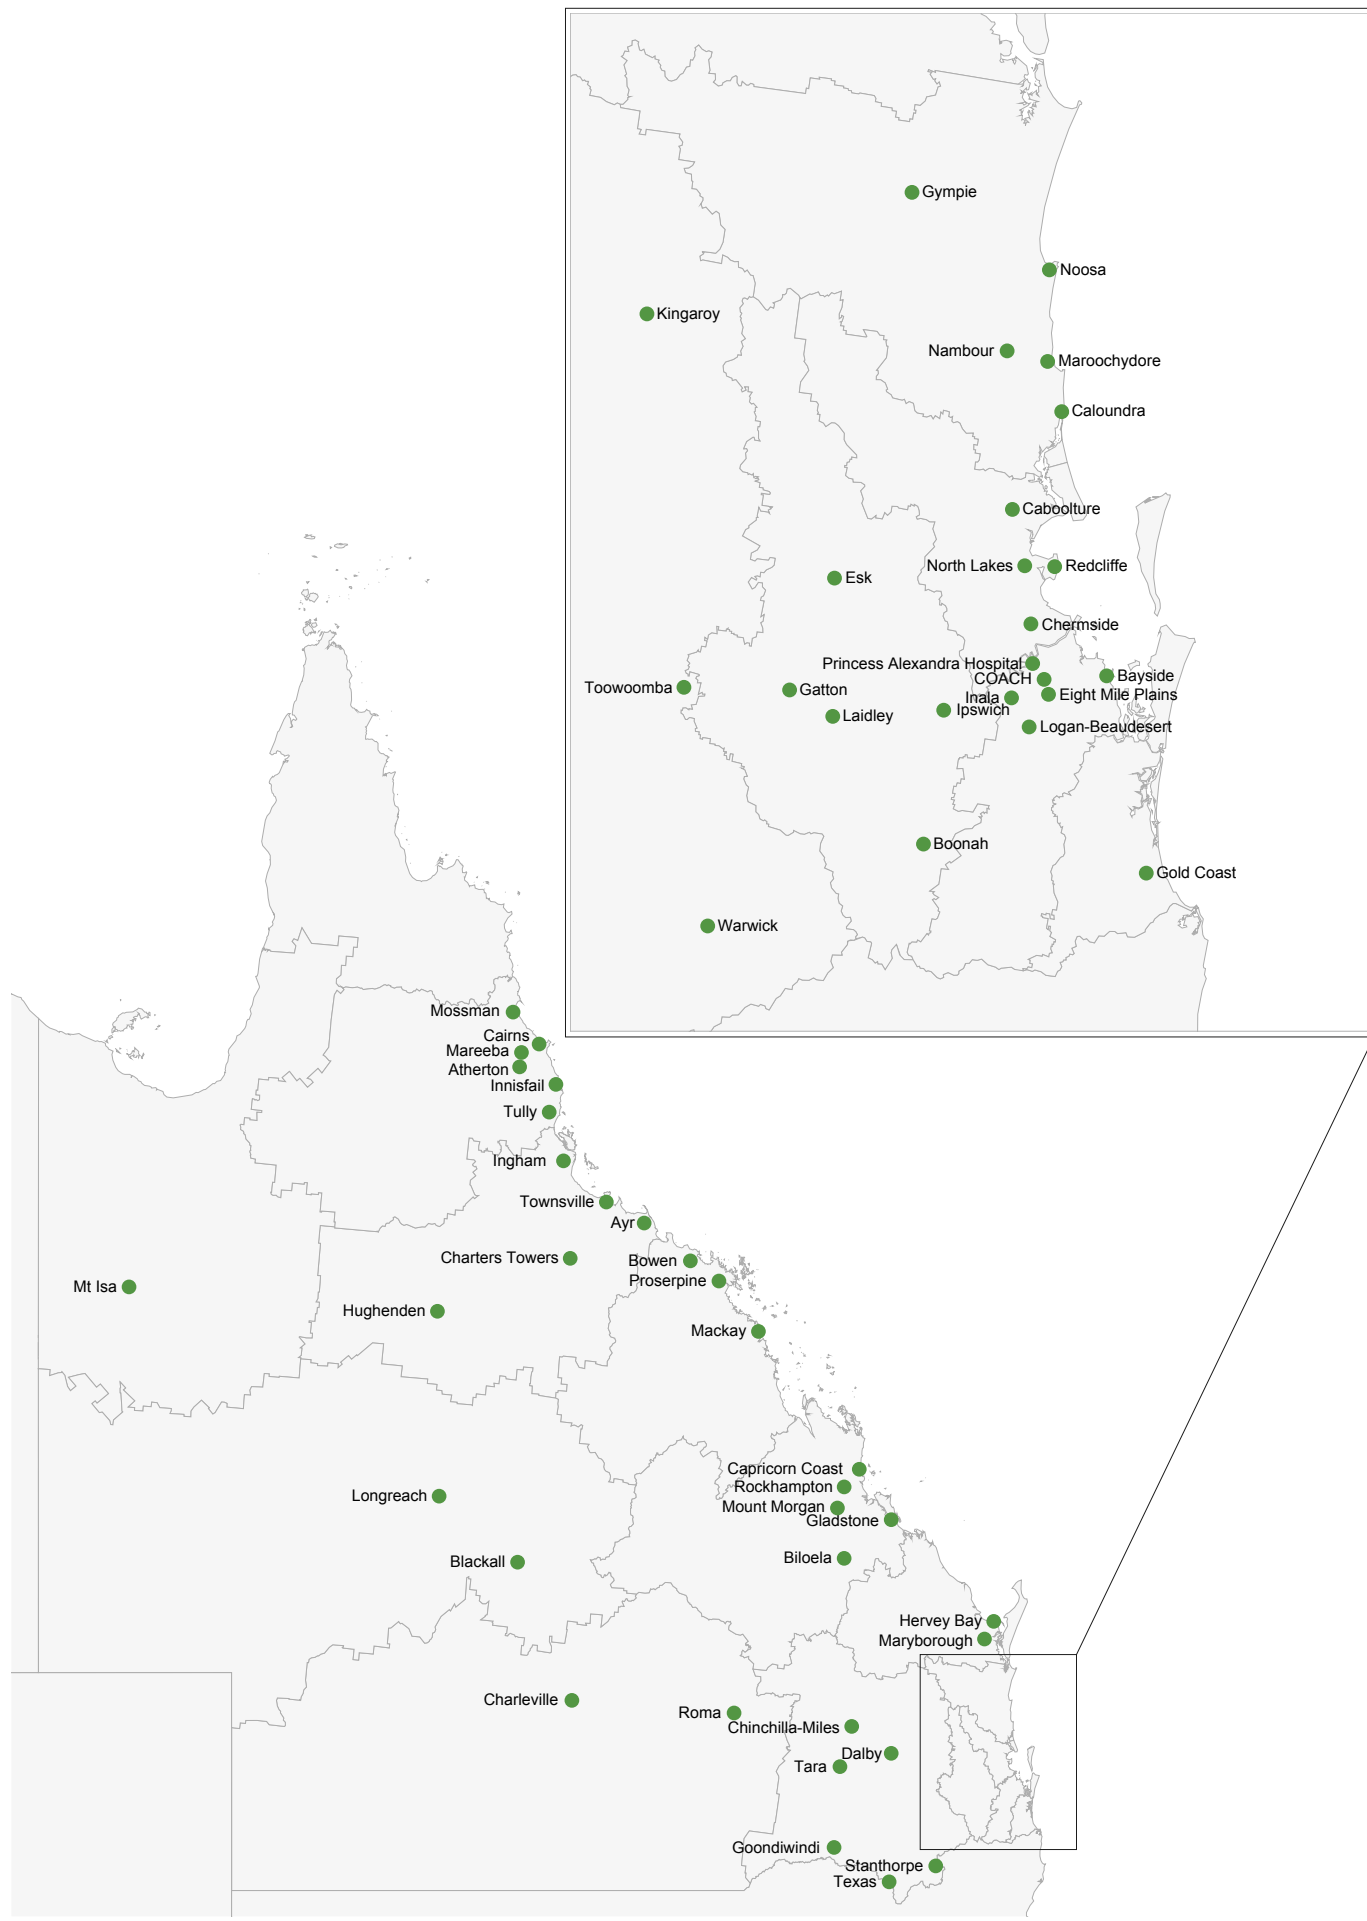 Gympie
Noosa
Kingaroy
Nambour
Maroochydore
Caloundra
Caboolture
North Lakes
Redcliffe
Esk
Chermside
Princess Alexandra Hospital
COACH
Bayside
Toowoomba
Gatton
Inala
Eight Mile Plains
Laidley
Ipswich
Logan-Beaudesert
Boonah
Gold Coast
Warwick
Mossman
Cairns
Mareeba
Atherton
Innisfail
Tully
Ingham
Townsville
Ayr
Charters Towers
Bowen
Mt Isa
Proserpine
Hughenden
Mackay
Capricorn Coast
Rockhampton
Longreach
Mount Morgan
Gladstone
Biloela
Blackall
Hervey Bay
Maryborough
Charleville
Roma
Chinchilla-Miles
Dalby
Tara
Goondiwindi
Stanthorpe
Texas